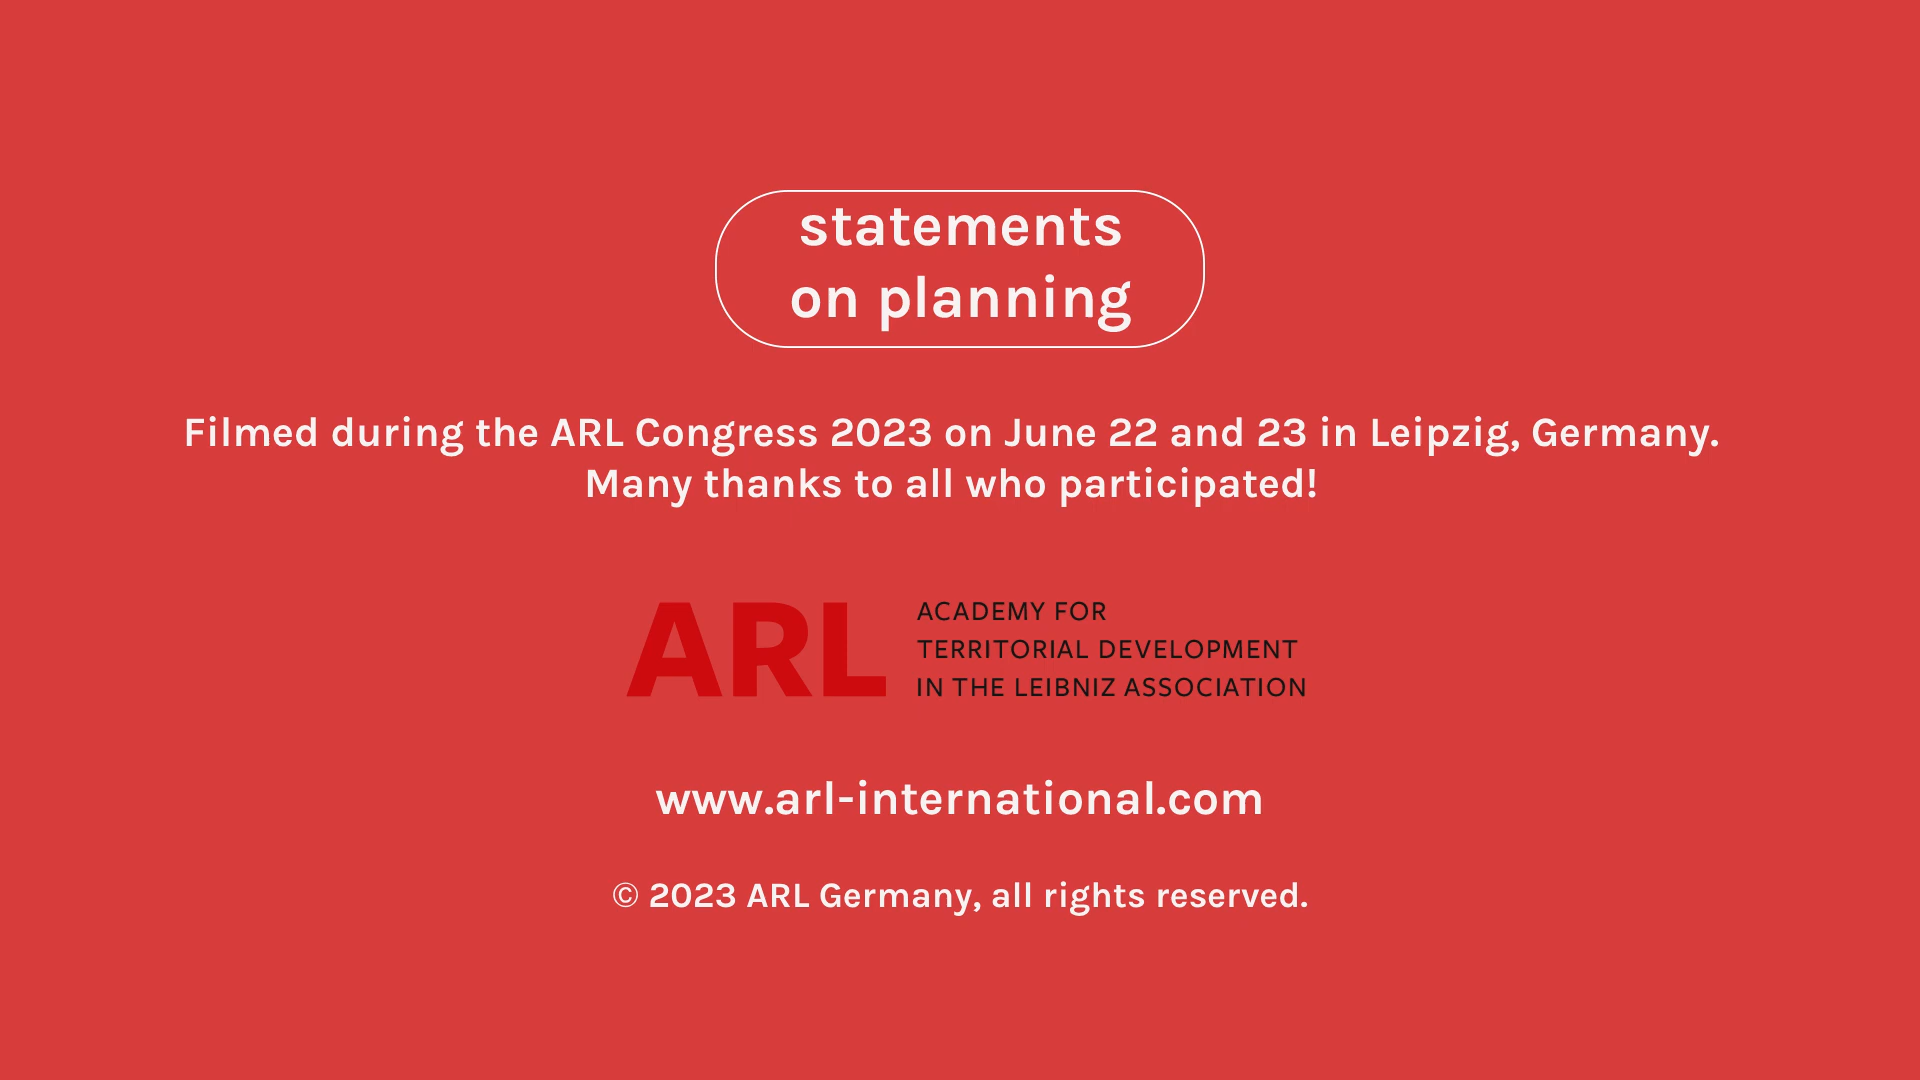 statements
on planning
Filmed during the ARL Congress 2023 on June 22 and 23 in Leipzig, Germany.
Many thanks to all who participated!
ARL
ACADEMY FOR
TERRITORIAL DEVELOPMENT
IN THE LEIBNIZ ASSOCIATION
www.arl-international.com
© 2023 ARL Germany, all rights reserved.